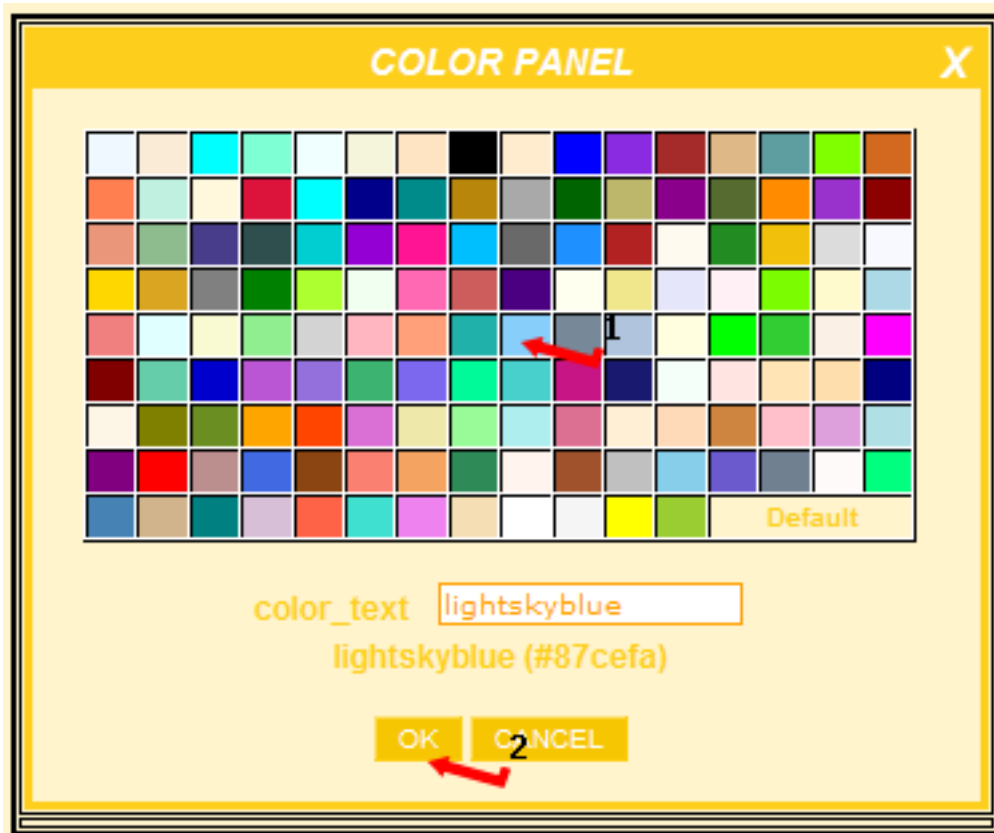 COLOR PANEL X
1
Default
color_text lightskyblue
lightskyblue (#87cefa)
OK CANCEL
2